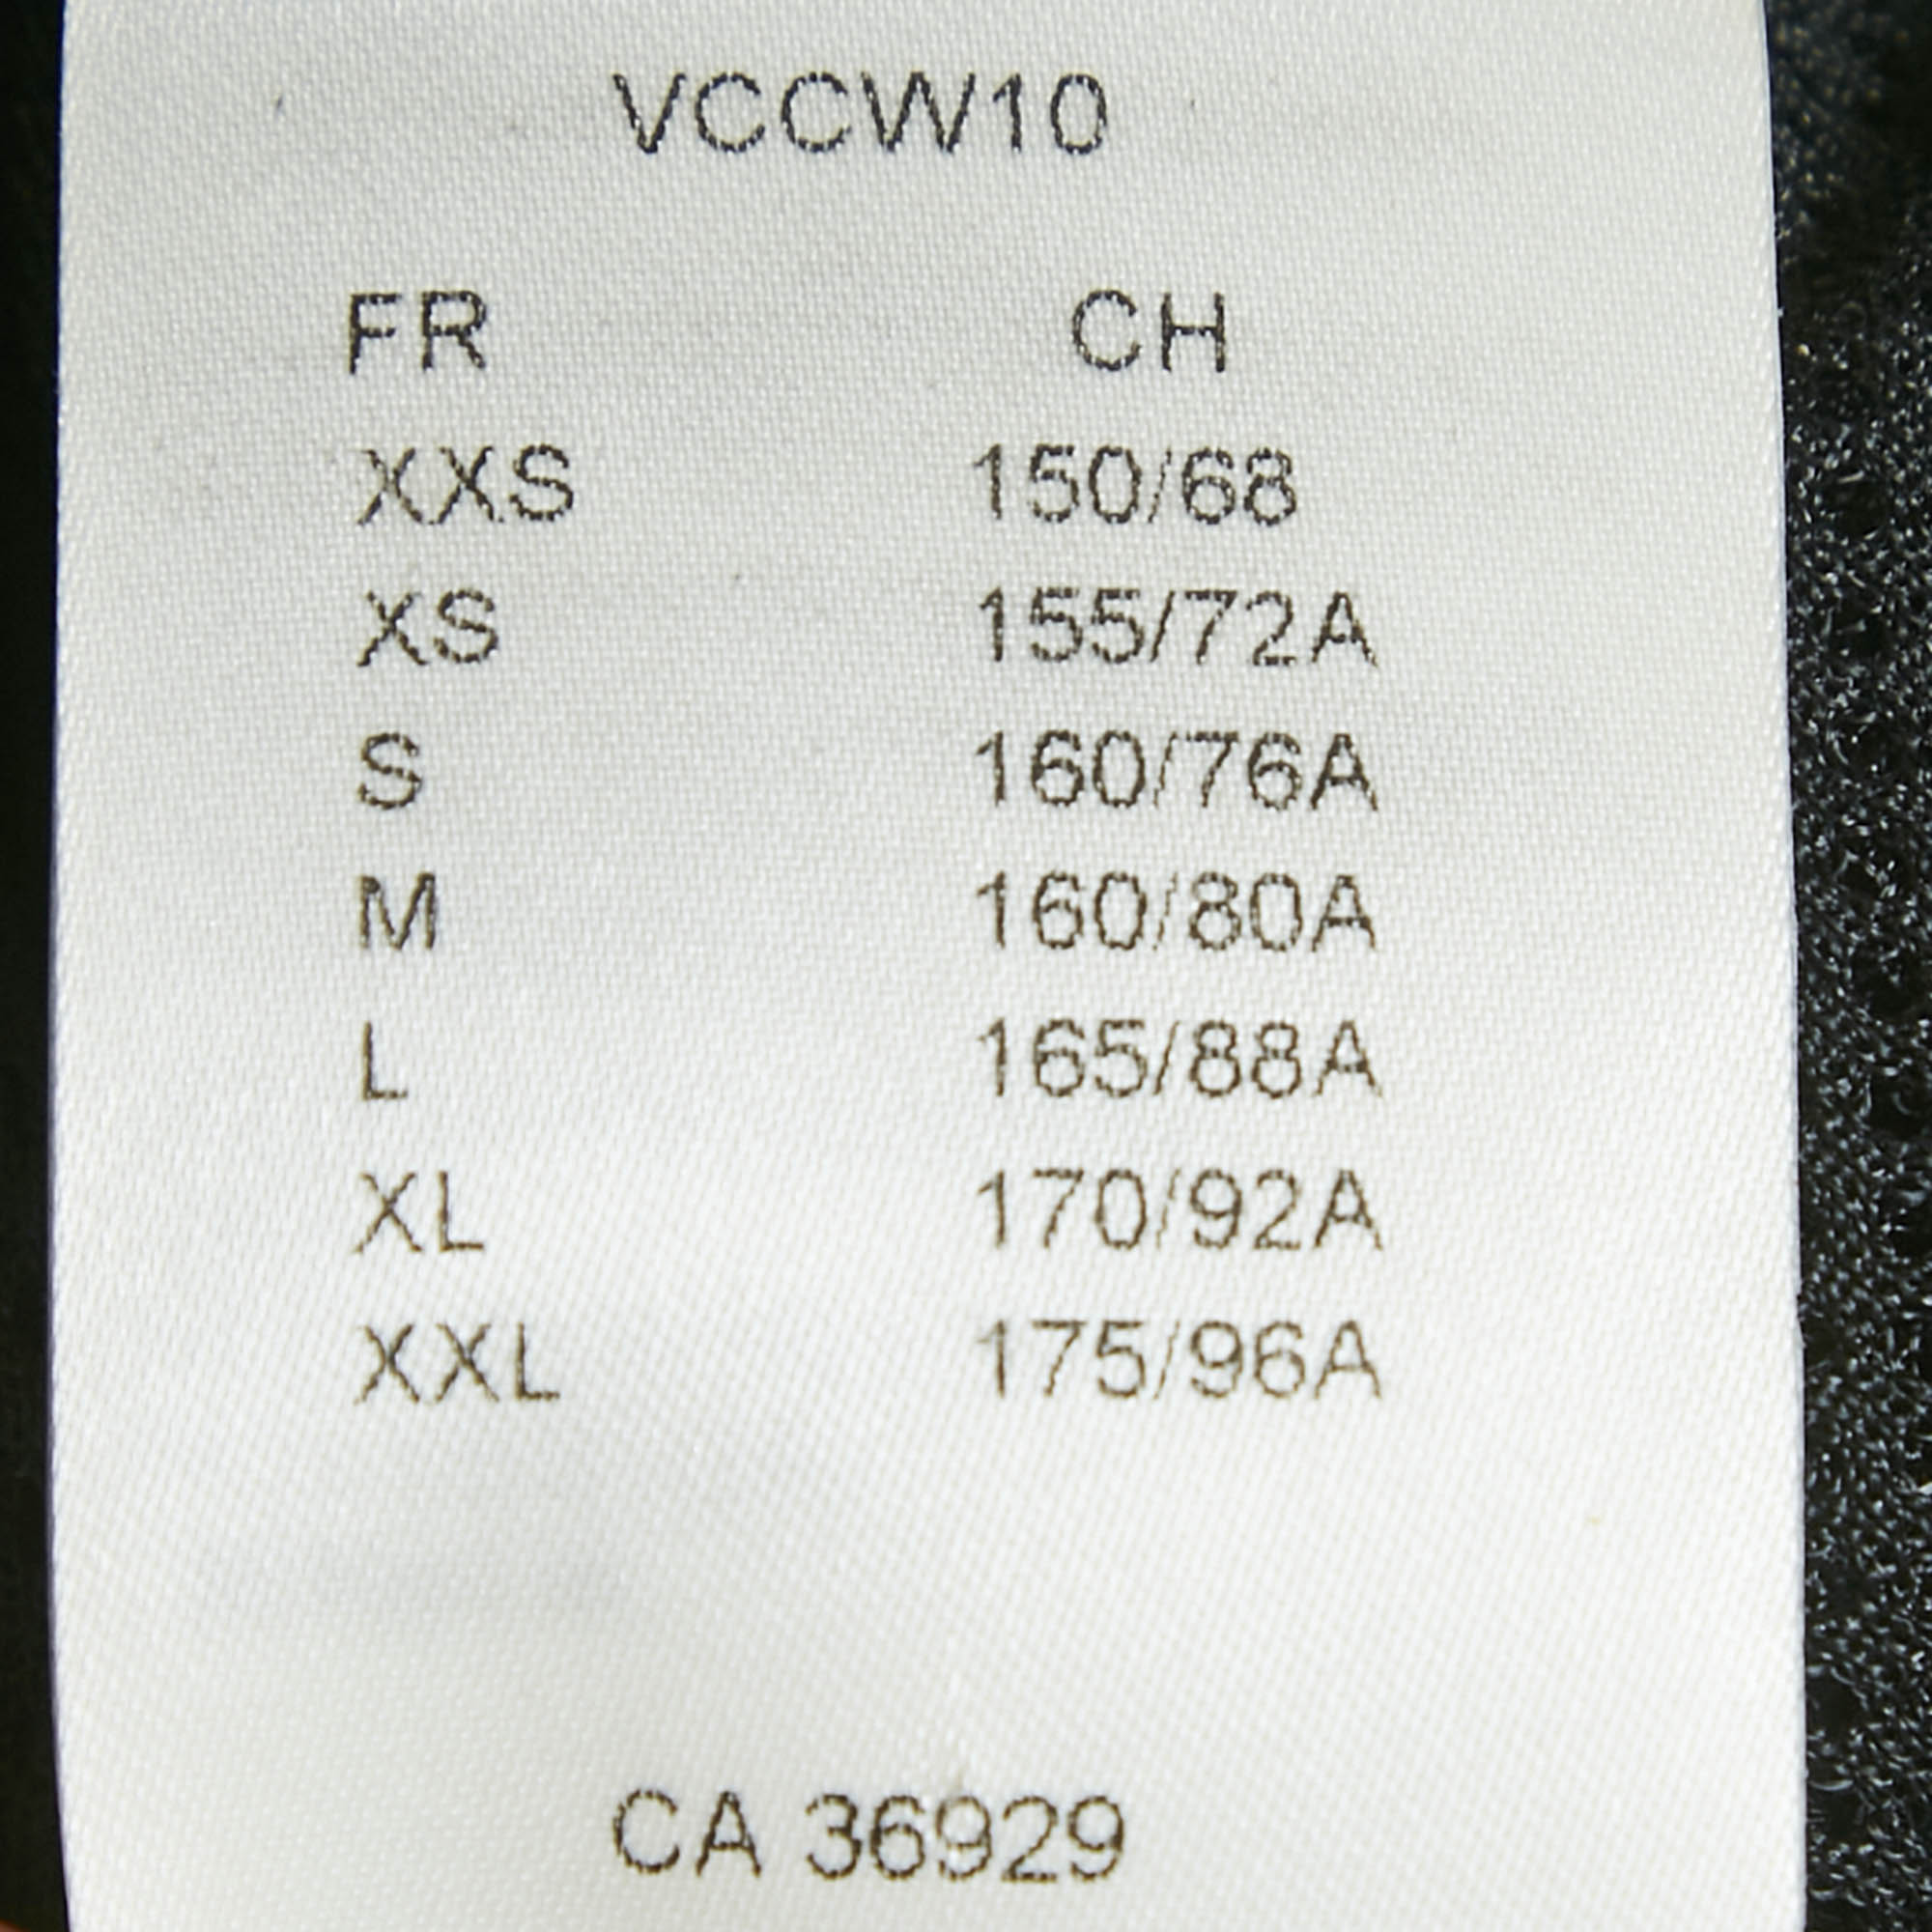 VCCW10
FR CH
XXS 150/68
XS 155/72A
S 160/76A
M 160/80A
L 165/88A
XL 170/92A
XXL 175/96A
CA 36929